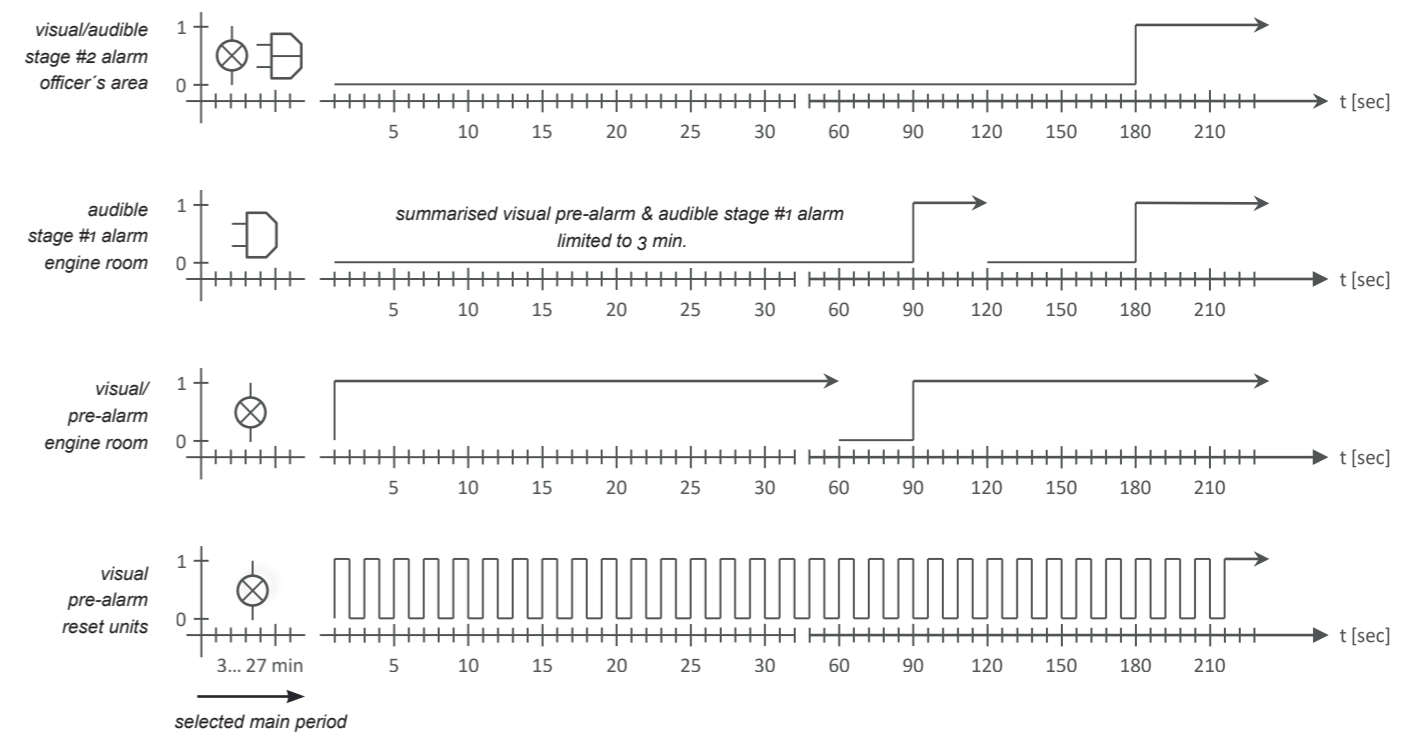 visual/audible
stage #2 alarm
officer´s area
1
0
5 10 15 20 25 30 60 90 120 150 180 210
t [sec]
audible
stage #1 alarm
engine room
1
0
summarised visual pre-alarm & audible stage #1 alarm
limited to 3 min.
5 10 15 20 25 30 60 90 120 150 180 210
t [sec]
visual/
pre-alarm
engine room
1
0
5 10 15 20 25 30 60 90 120 150 180 210
t [sec]
visual
pre-alarm
reset units
1
0
3... 27 min
5 10 15 20 25 30 60 90 120 150 180 210
t [sec]
selected main period